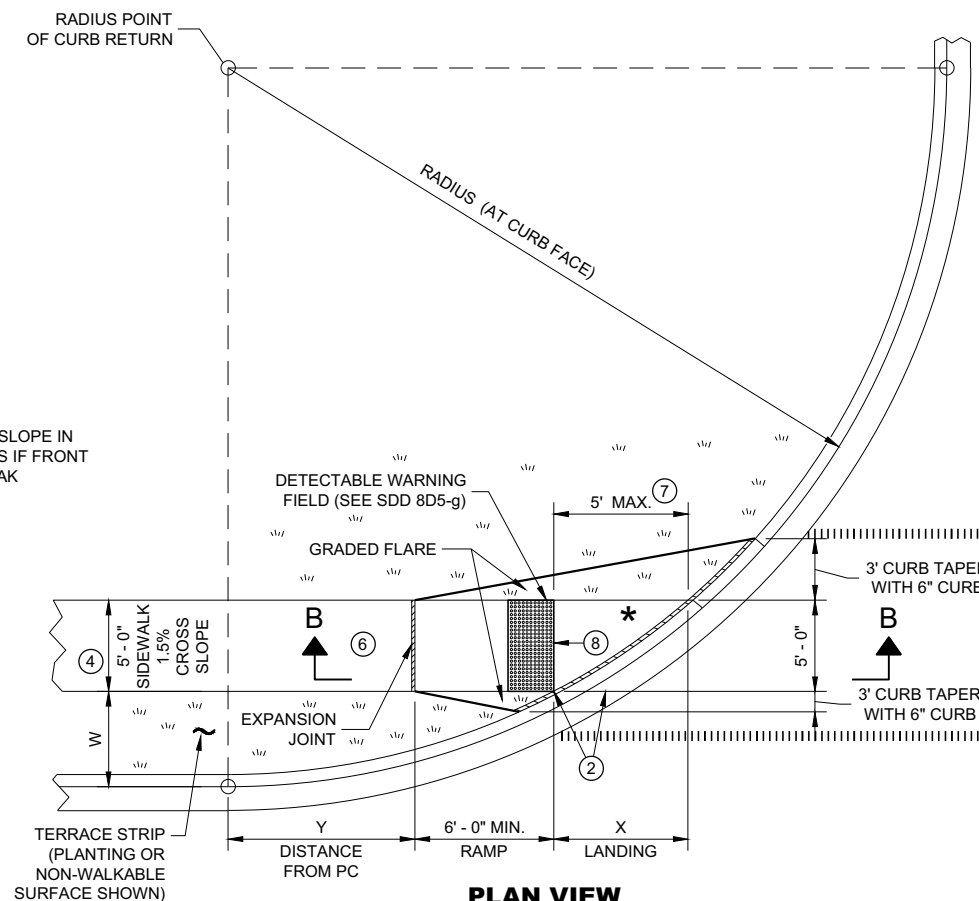 RADIUS POINT
OF CURB RETURN
RADIUS (AT CURB FACE)
SLOPE IN
S IF FRONT
AK
DETECTABLE WARNING
FIELD (SEE SDD 8D5-g)
5' MAX. 7
GRADED FLARE
3' CURB TAPER
WITH 6" CURB
4
5' - 0"
SIDEWALK
1.5%
CROSS
SLOPE
B
6
*
8
B
5' - 0"
EXPANSION
JOINT
3' CURB TAPER
WITH 6" CURB
W
2
TERRACE STRIP
(PLANTING OR
NON-WALKABLE
SURFACE SHOWN)
Y
DISTANCE
FROM PC
6' - 0" MIN.
RAMP
X
LANDING
PLAN VIEW